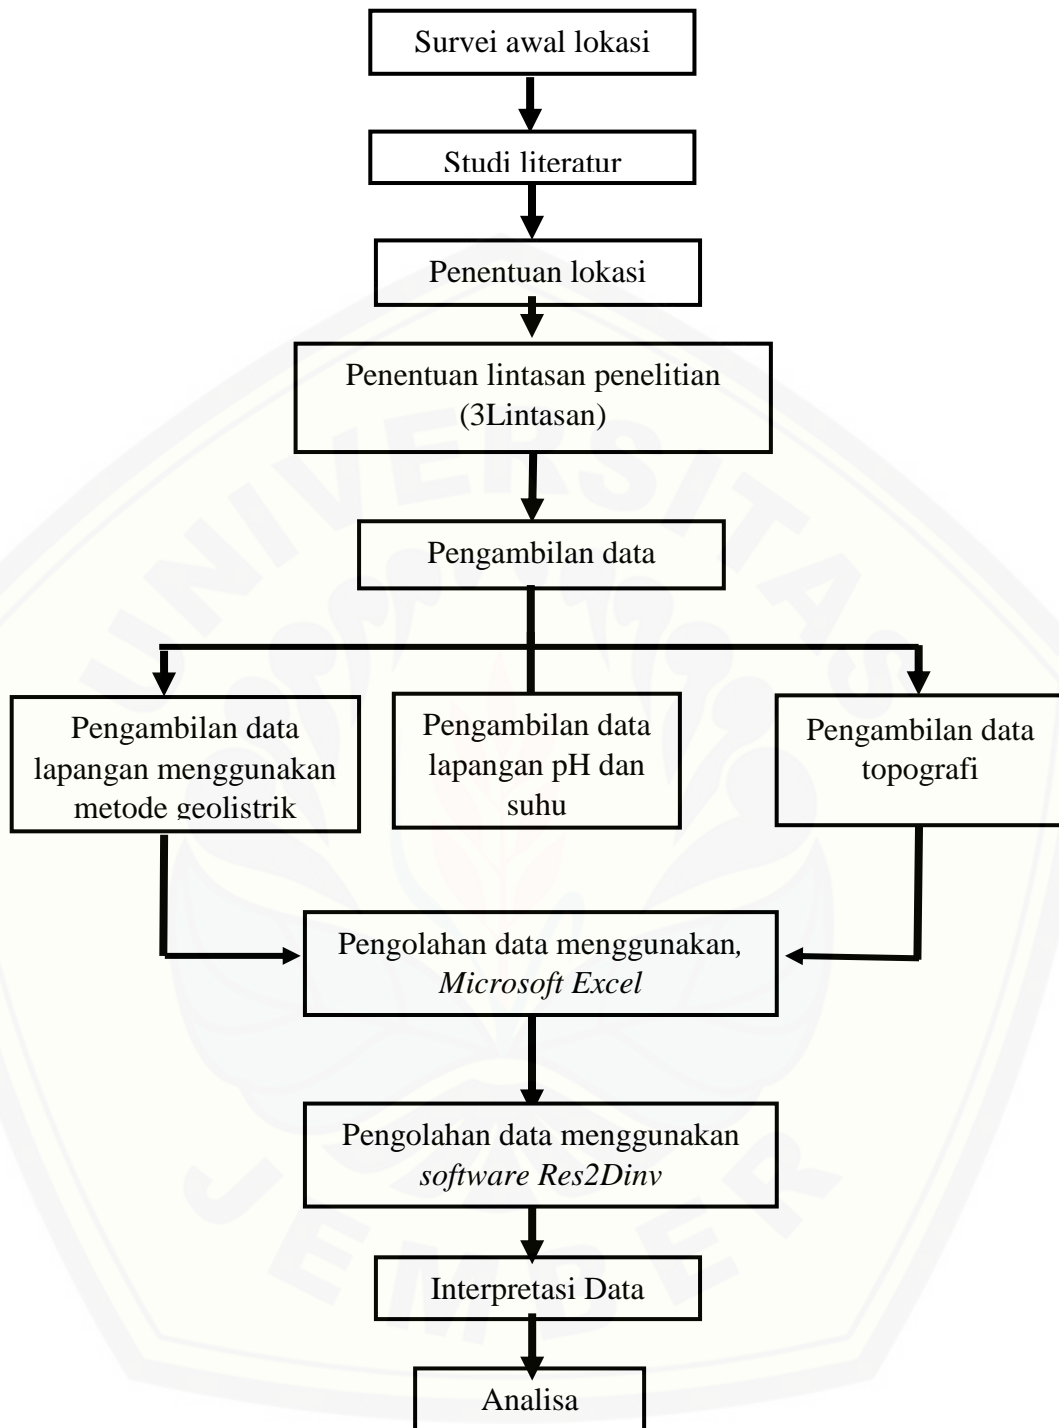 Survei awal lokasi
Studi literatur
Penentuan lokasi
Penentuan lintasan penelitian
(3Lintasan)
Pengambilan data
Pengambilan data
lapangan menggunakan
metode geolistrik
Pengambilan data
lapangan pH dan
suhu
Pengambilan data
topografi
Pengolahan data menggunakan,
Microsoft Excel
Pengolahan data menggunakan
software Res2Dinv
Interpretasi Data
Analisa
UNIVERSITAS
JEMBER